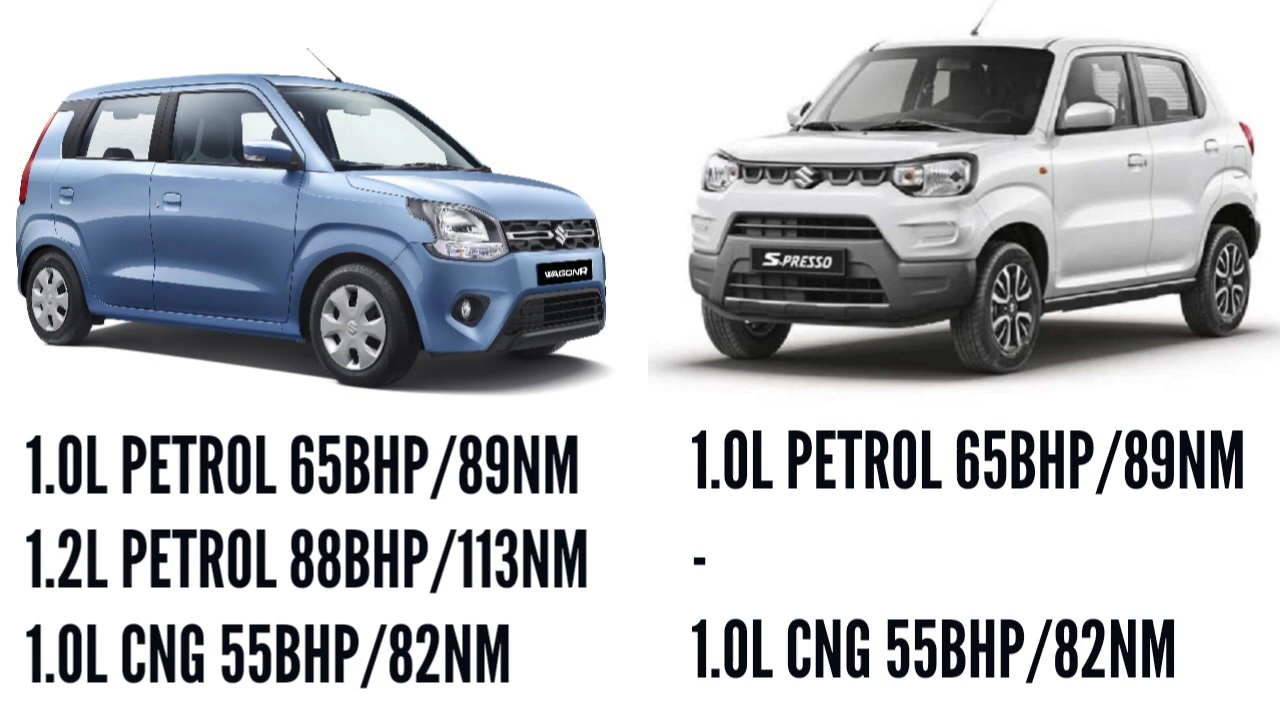 WAGONR
S.PRESSO
1.0L PETROL 65BHP/89NM
1.2L PETROL 88BHP/113NM
1.0L CNG 55BHP/82NM
1.0L PETROL 65BHP/89NM
-
1.0L CNG 55BHP/82NM